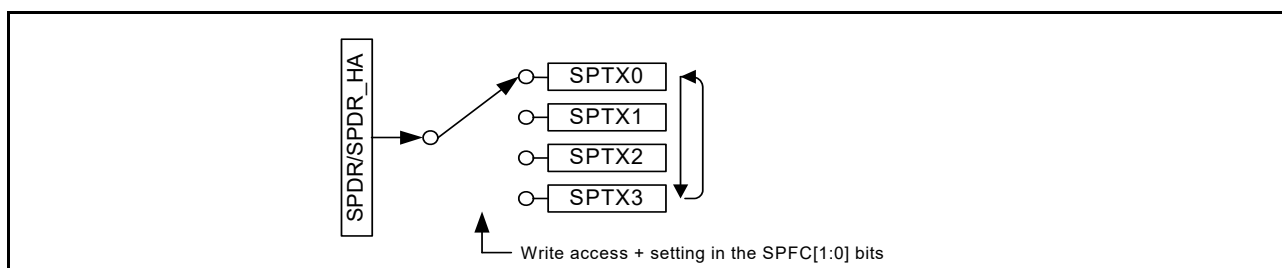 SPDR/SPDR_HA
SPTX0
SPTX1
SPTX2
SPTX3
Write access + setting in the SPFC[1:0] bits